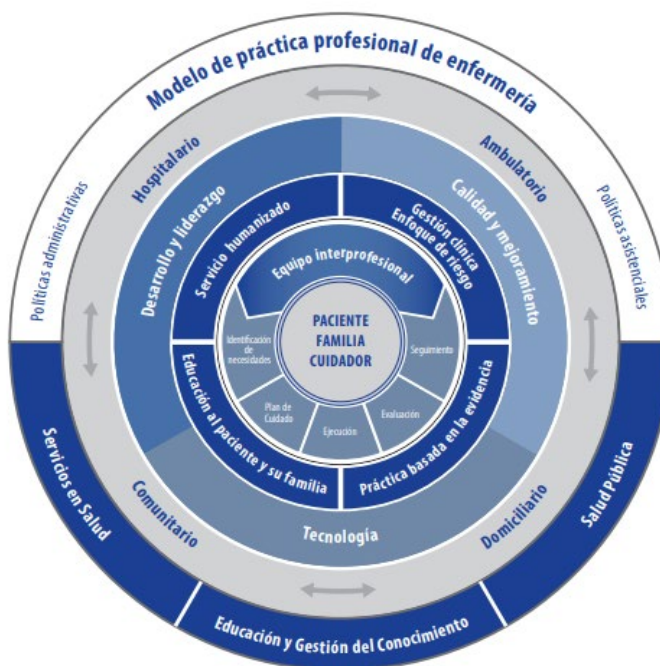 Modelo de práctica profesional de enfermería
Políticas administrativas
Políticas asistenciales
Hospitalario
Ambulatorio
Desarrollo y liderazgo
Calidad y mejoramiento
Servicio humanizado
Gestión clínica
Enfoque de riesgo
Equipo interprofesional
PACIENTE
FAMILIA
CUIDADOR
Identificación
de
necesidades
Seguimiento
Plan de
Cuidado
Ejecución
Evaluación
Educación al paciente y su familia
Práctica basada en la evidencia
Tecnología
Comunitario
Domiciliario
Servicios en Salud
Educación y Gestión del Conocimiento
Salud Pública